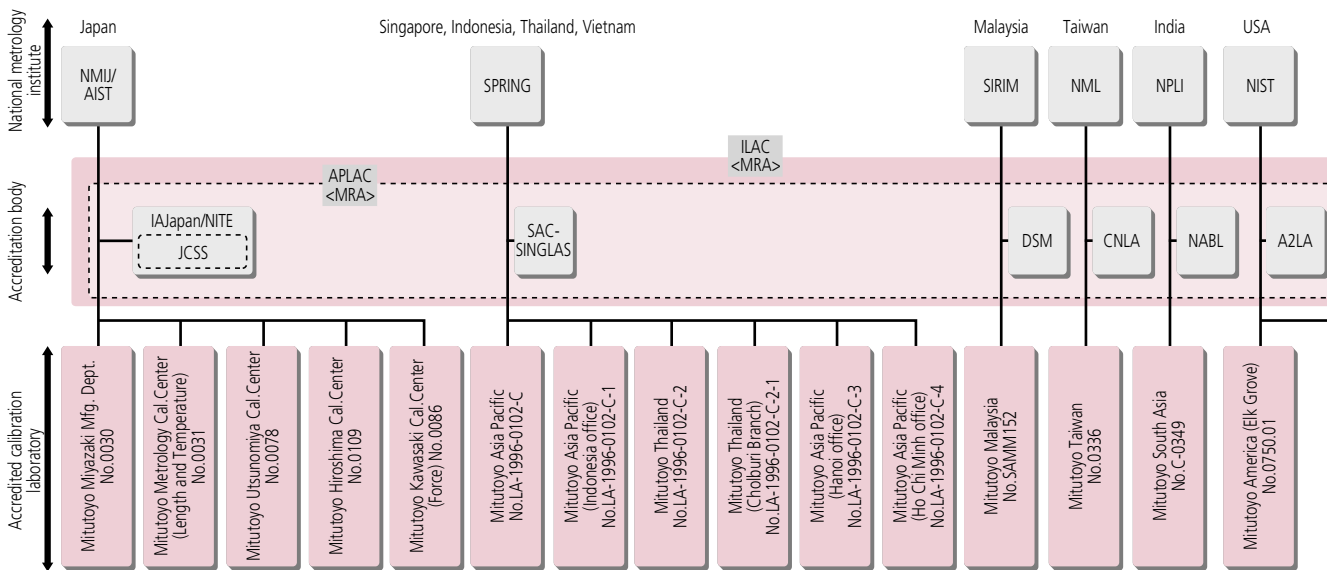 Japan
Singapore, Indonesia, Thailand, Vietnam
Malaysia
Taiwan
India
USA
National metrology
institute
NMIJ/
AIST
SPRING
SIRIM
NML
NPLI
NIST
ILAC
<MRA>
APLAC
<MRA>
Accreditation body
IAJapan/NITE
JCSS
SAC-
SINGLAS
DSM
CNLA
NABL
A2LA
Accredited calibration
laboratory
Mitutoyo Miyazaki Mfg. Dept.
No.0030
Mitutoyo Metrology Cal.Center
(Length and Temperature)
No.0031
Mitutoyo Utsunomiya Cal.Center
No.0078
Mitutoyo Hiroshima Cal.Center
No.0109
Mitutoyo Kawasaki Cal.Center
(Force) No.0086
Mitutoyo Asia Pacific
No.LA-1996-0102-C
Mitutoyo Asia Pacific
(Indonesia office)
No.LA-1996-0102-C-1
Mitutoyo Thailand
No.LA-1996-0102-C-2
Mitutoyo Thailand
(Cholburi Branch)
No.LA-1996-0102-C-2-1
Mitutoyo Asia Pacific
(Hanoi office)
No.LA-1996-0102-C-3
Mitutoyo Asia Pacific
(Ho Chi Minh office)
No.LA-1996-0102-C-4
Mitutoyo Malaysia
No.SAMM152
Mitutoyo Taiwan
No.0336
Mitutoyo South Asia
No.C-0349
Mitutoyo America (Elk Grove)
No.0750.01